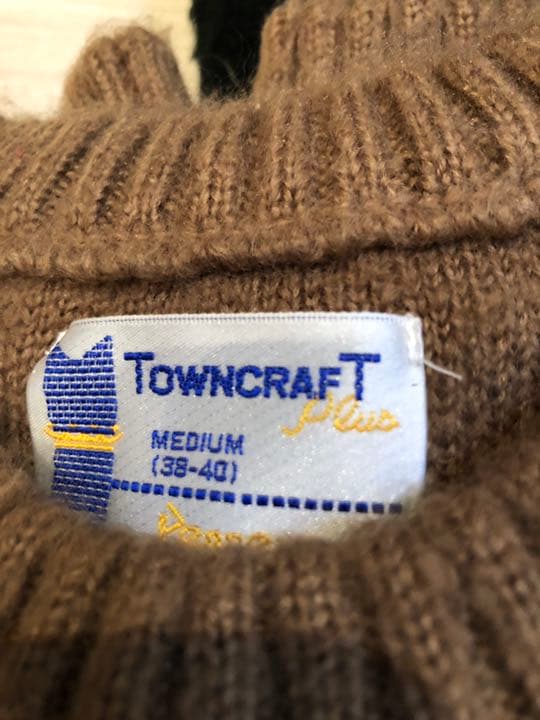 TOWNCRAFT
Plus
MEDIUM
(38-40)